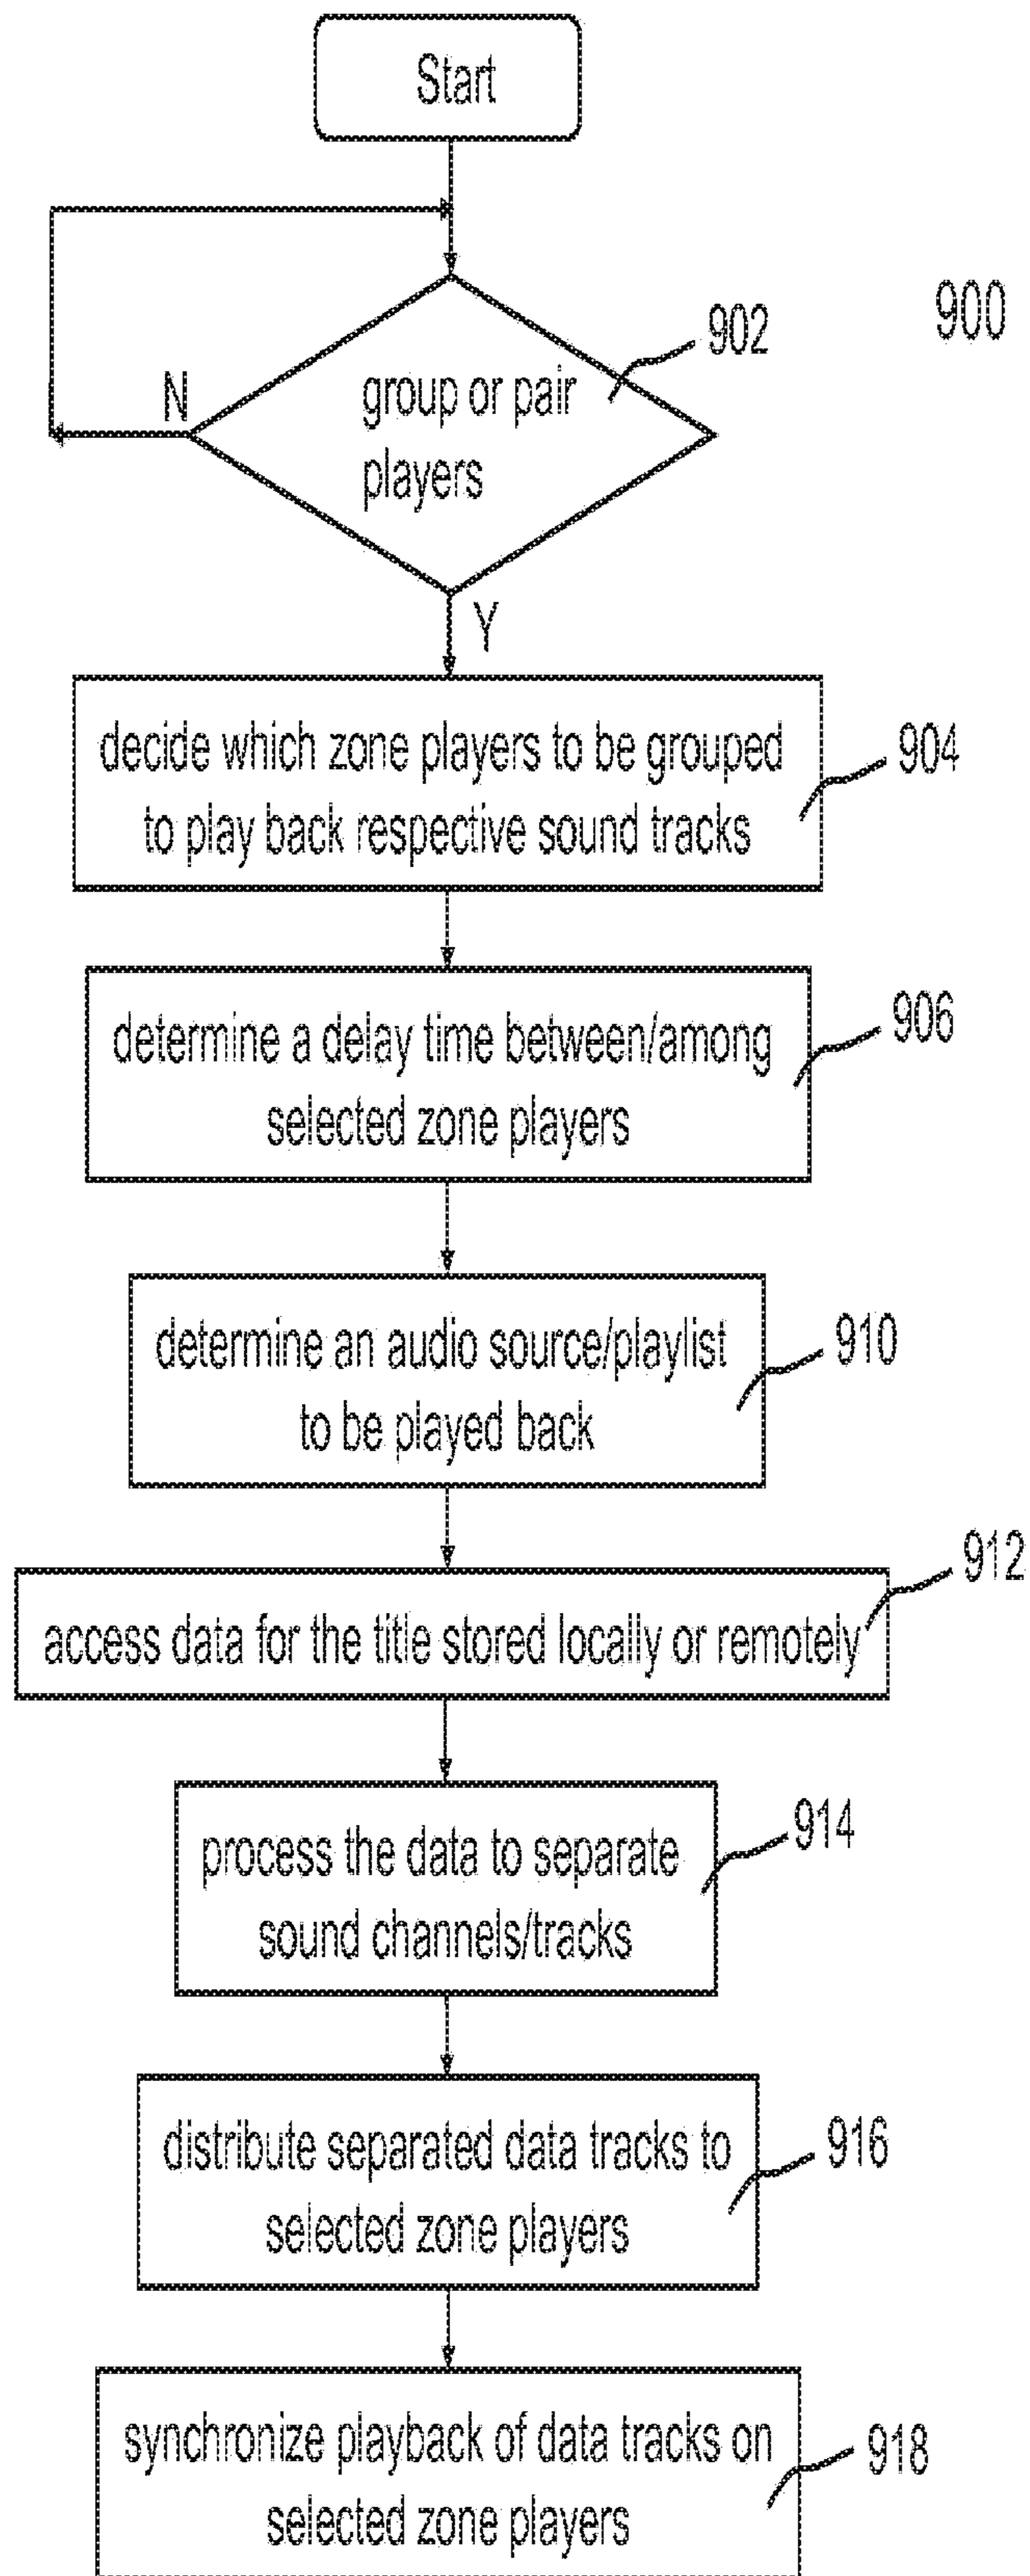 Start
900
902
group or pair
players
N
Y
decide which zone players to be grouped
to play back respective sound tracks
904
determine a delay time between/among
selected zone players
906
determine an audio source/playlist
to be played back
910
access data for the title stored locally or remotely
912
process the data to separate
sound channels/tracks
914
distribute separated data tracks to
selected zone players
916
synchronize playback of data tracks on
selected zone players
918